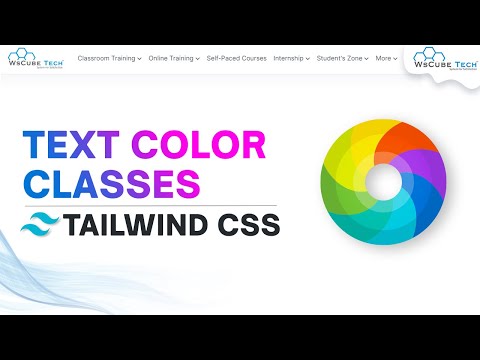 WsCube Tech
Classroom Training Online Training Self-Paced Courses Internship Student's Zone More
WsCube Tech
TEXT COLOR
CLASSES
TAILWIND CSS